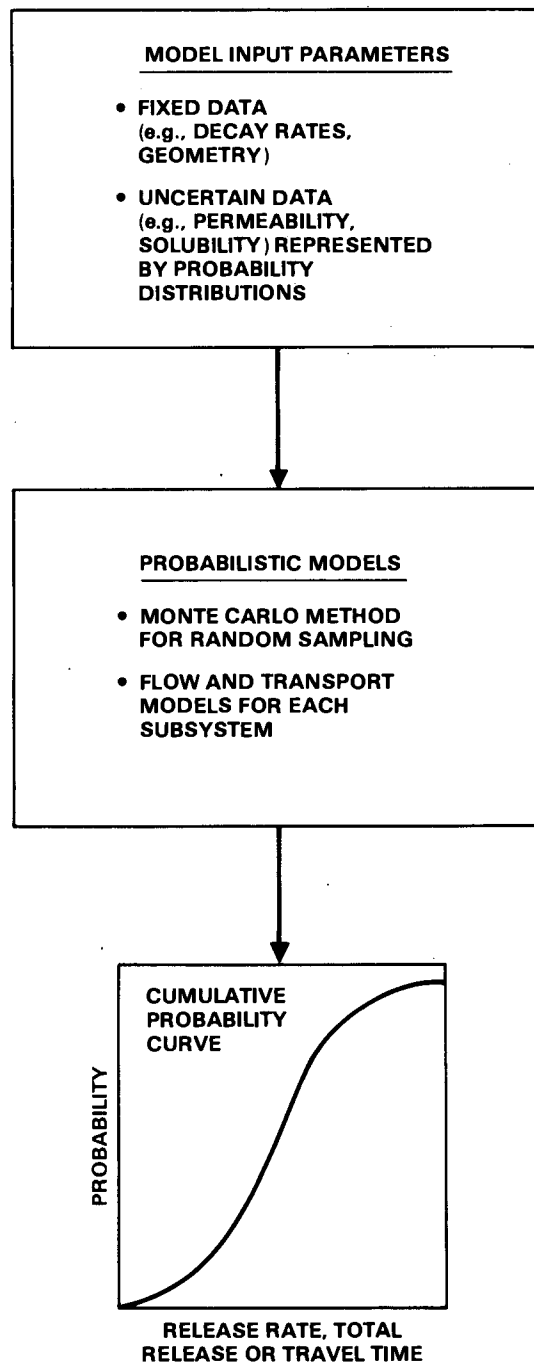 MODEL INPUT PARAMETERS
• FIXED DATA
(e.g., DECAY RATES,
GEOMETRY)
• UNCERTAIN DATA
(e.g., PERMEABILITY,
SOLUBILITY) REPRESENTED
BY PROBABILITY
DISTRIBUTIONS
PROBABILISTIC MODELS
• MONTE CARLO METHOD
FOR RANDOM SAMPLING
• FLOW AND TRANSPORT
MODELS FOR EACH
SUBSYSTEM
CUMULATIVE
PROBABILITY
CURVE
PROBABILITY
RELEASE RATE, TOTAL
RELEASE OR TRAVEL TIME